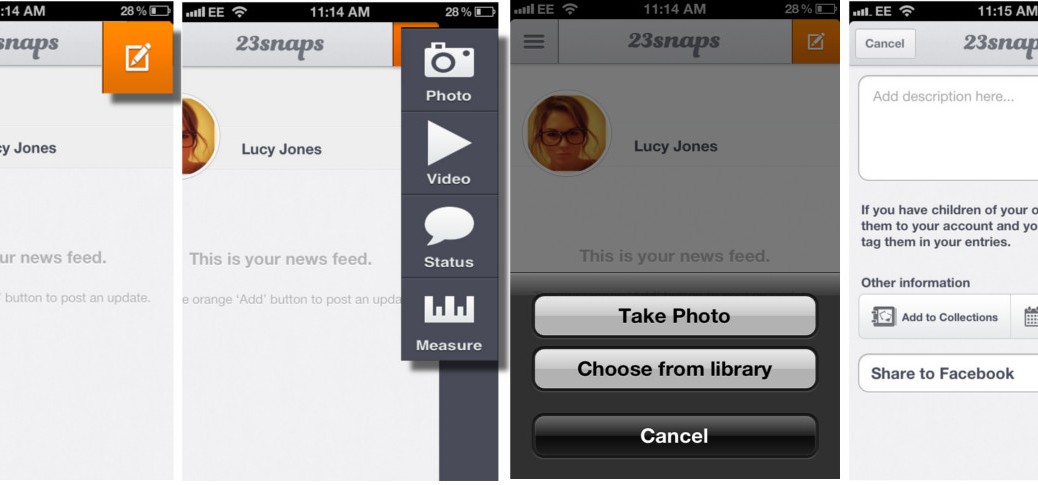 :14 AM 28 %
snaps
cy Jones
ur news feed.
' button to post an update.
EE 11:14 AM 28 %
23snaps
Photo
Lucy Jones
Video
Status
This is your news feed.
e orange 'Add' button to post an upda
Measure
EE 11:14 AM 28 %
23snaps
Lucy Jones
This is your news feed.
Take Photo
Choose from library
Cancel
EE 11:15 AM
Cancel 23snap
Add description here...
If you have children of your o
them to your account and yo
tag them in your entries.
Other information
Add to Collections
Share to Facebook